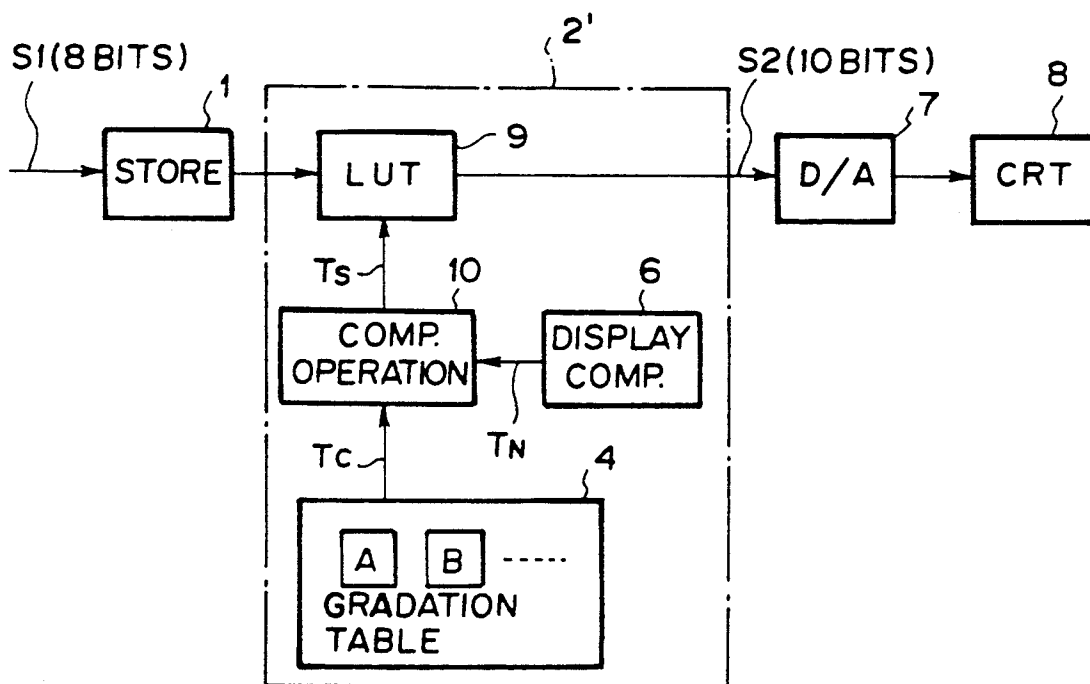 2'
S1(8 BITS)
S2(10 BITS)
1
9
7
8
STORE
LUT
D/A
CRT
Ts
10
6
COMP.
OPERATION
DISPLAY
COMP.
TN
Tc
4
A B -----
GRADATION
TABLE